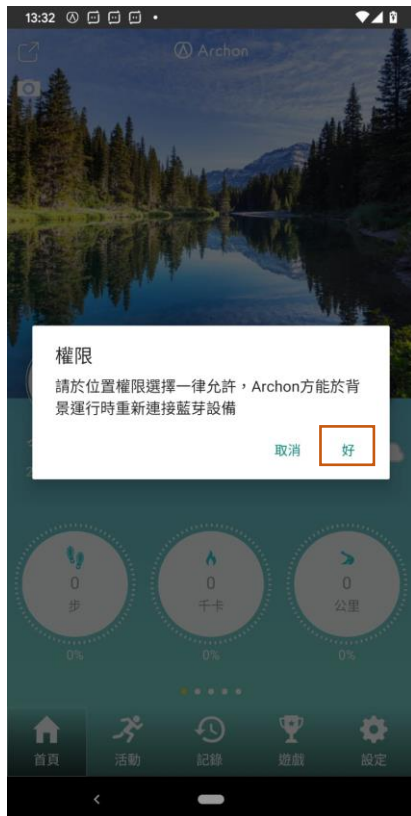 13:32
Archon
權限
請於位置權限選擇一律允許，Archon方能於背
景運行時重新連接藍芽設備
取消 好
0 0 0
步 千卡 公里
0% 0% 0%
首頁 活動 記錄 遊戲 設定